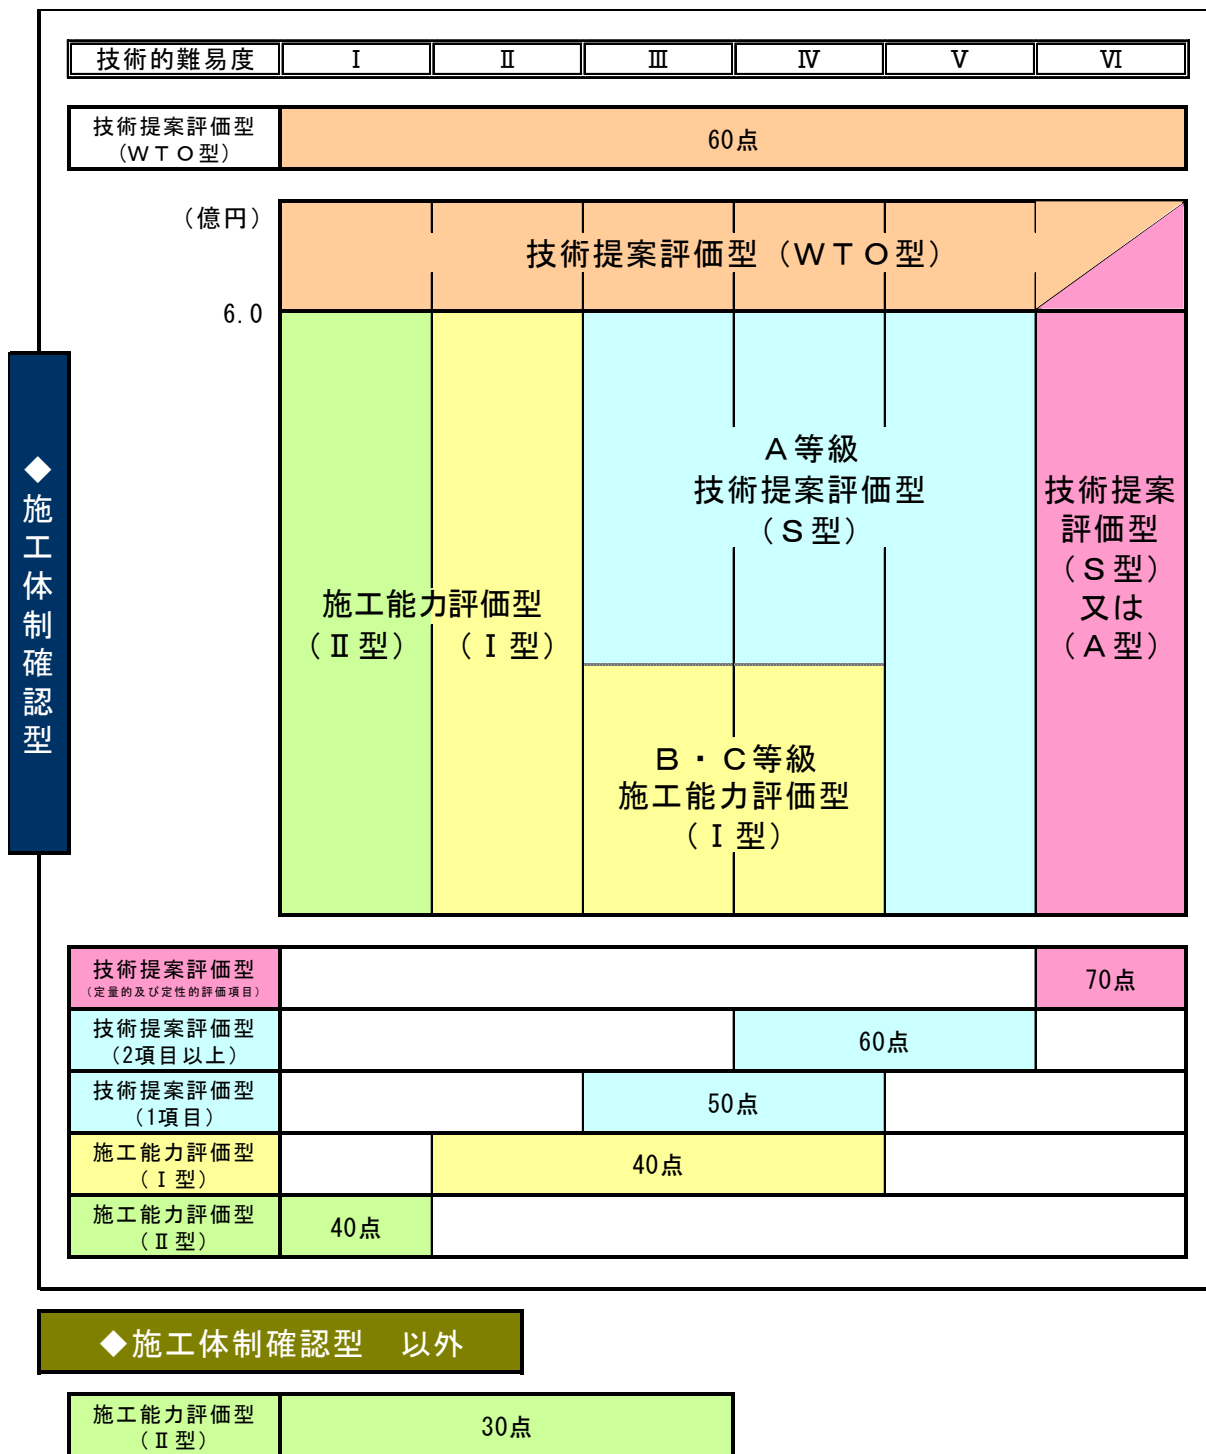 技術的難易度 Ⅰ Ⅱ Ⅲ Ⅳ Ⅴ Ⅵ
技術提案評価型
(WTO型)
60点
(億円)
技術提案評価型(WTO型)
6.0
◆施工体制確認型
A等級
技術提案評価型
(S型)
技術提案
評価型
(S型)
又は
(A型)
施工能力評価型
(Ⅱ型) (Ⅰ型)
B・C等級
施工能力評価型
(Ⅰ型)
技術提案評価型
(定量的及び定性的評価項目)
70点
技術提案評価型
(2項目以上)
60点
技術提案評価型
(1項目)
50点
施工能力評価型
(Ⅰ型)
40点
施工能力評価型
(Ⅱ型)
40点
◆施工体制確認型 以外
施工能力評価型
(Ⅱ型)
30点